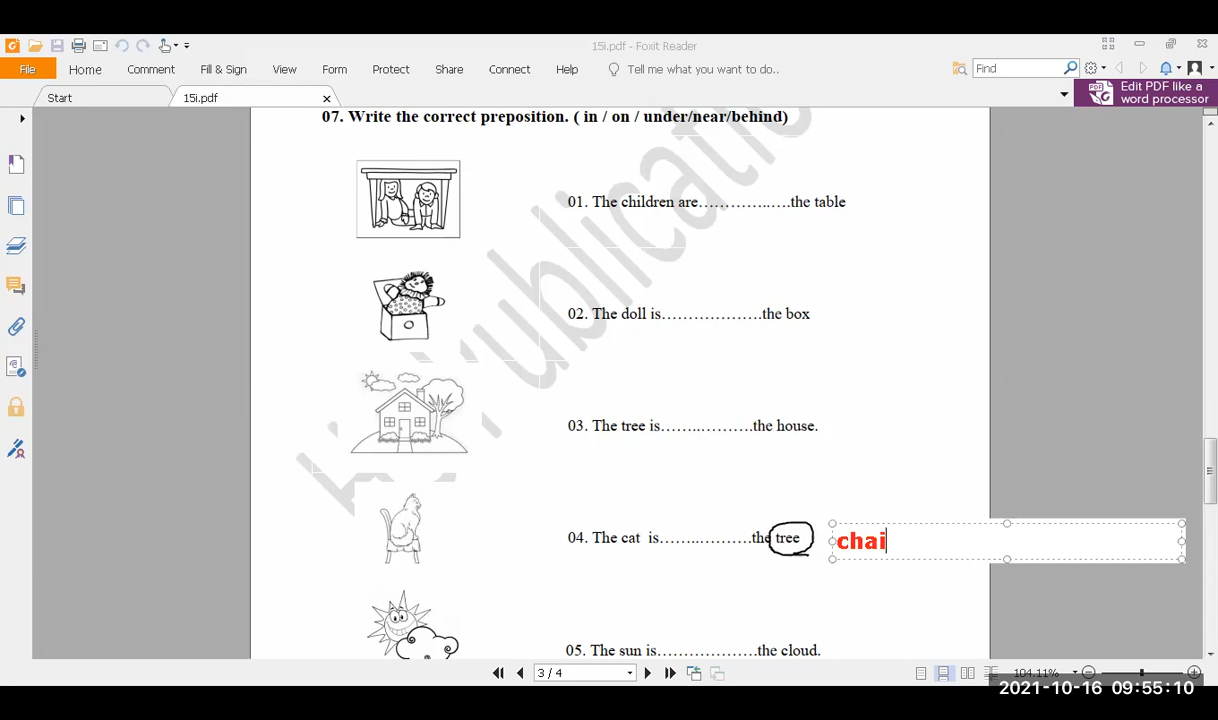 15i.pdf - Foxit Reader
File Home Comment Fill & Sign View Form Protect Share Connect Help Tell me what you want to do.. Find
Start 15i.pdf Edit PDF like a
word processor
07. Write the correct preposition. ( in / on / under/near/behind)
01. The children are…………..….the table
02. The doll is……………….the box
03. The tree is……..……….the house.
04. The cat is……..……….the tree chai
05. The sun is……………….the cloud.
3 / 4 104.11%
2021-10-16 09:55:10